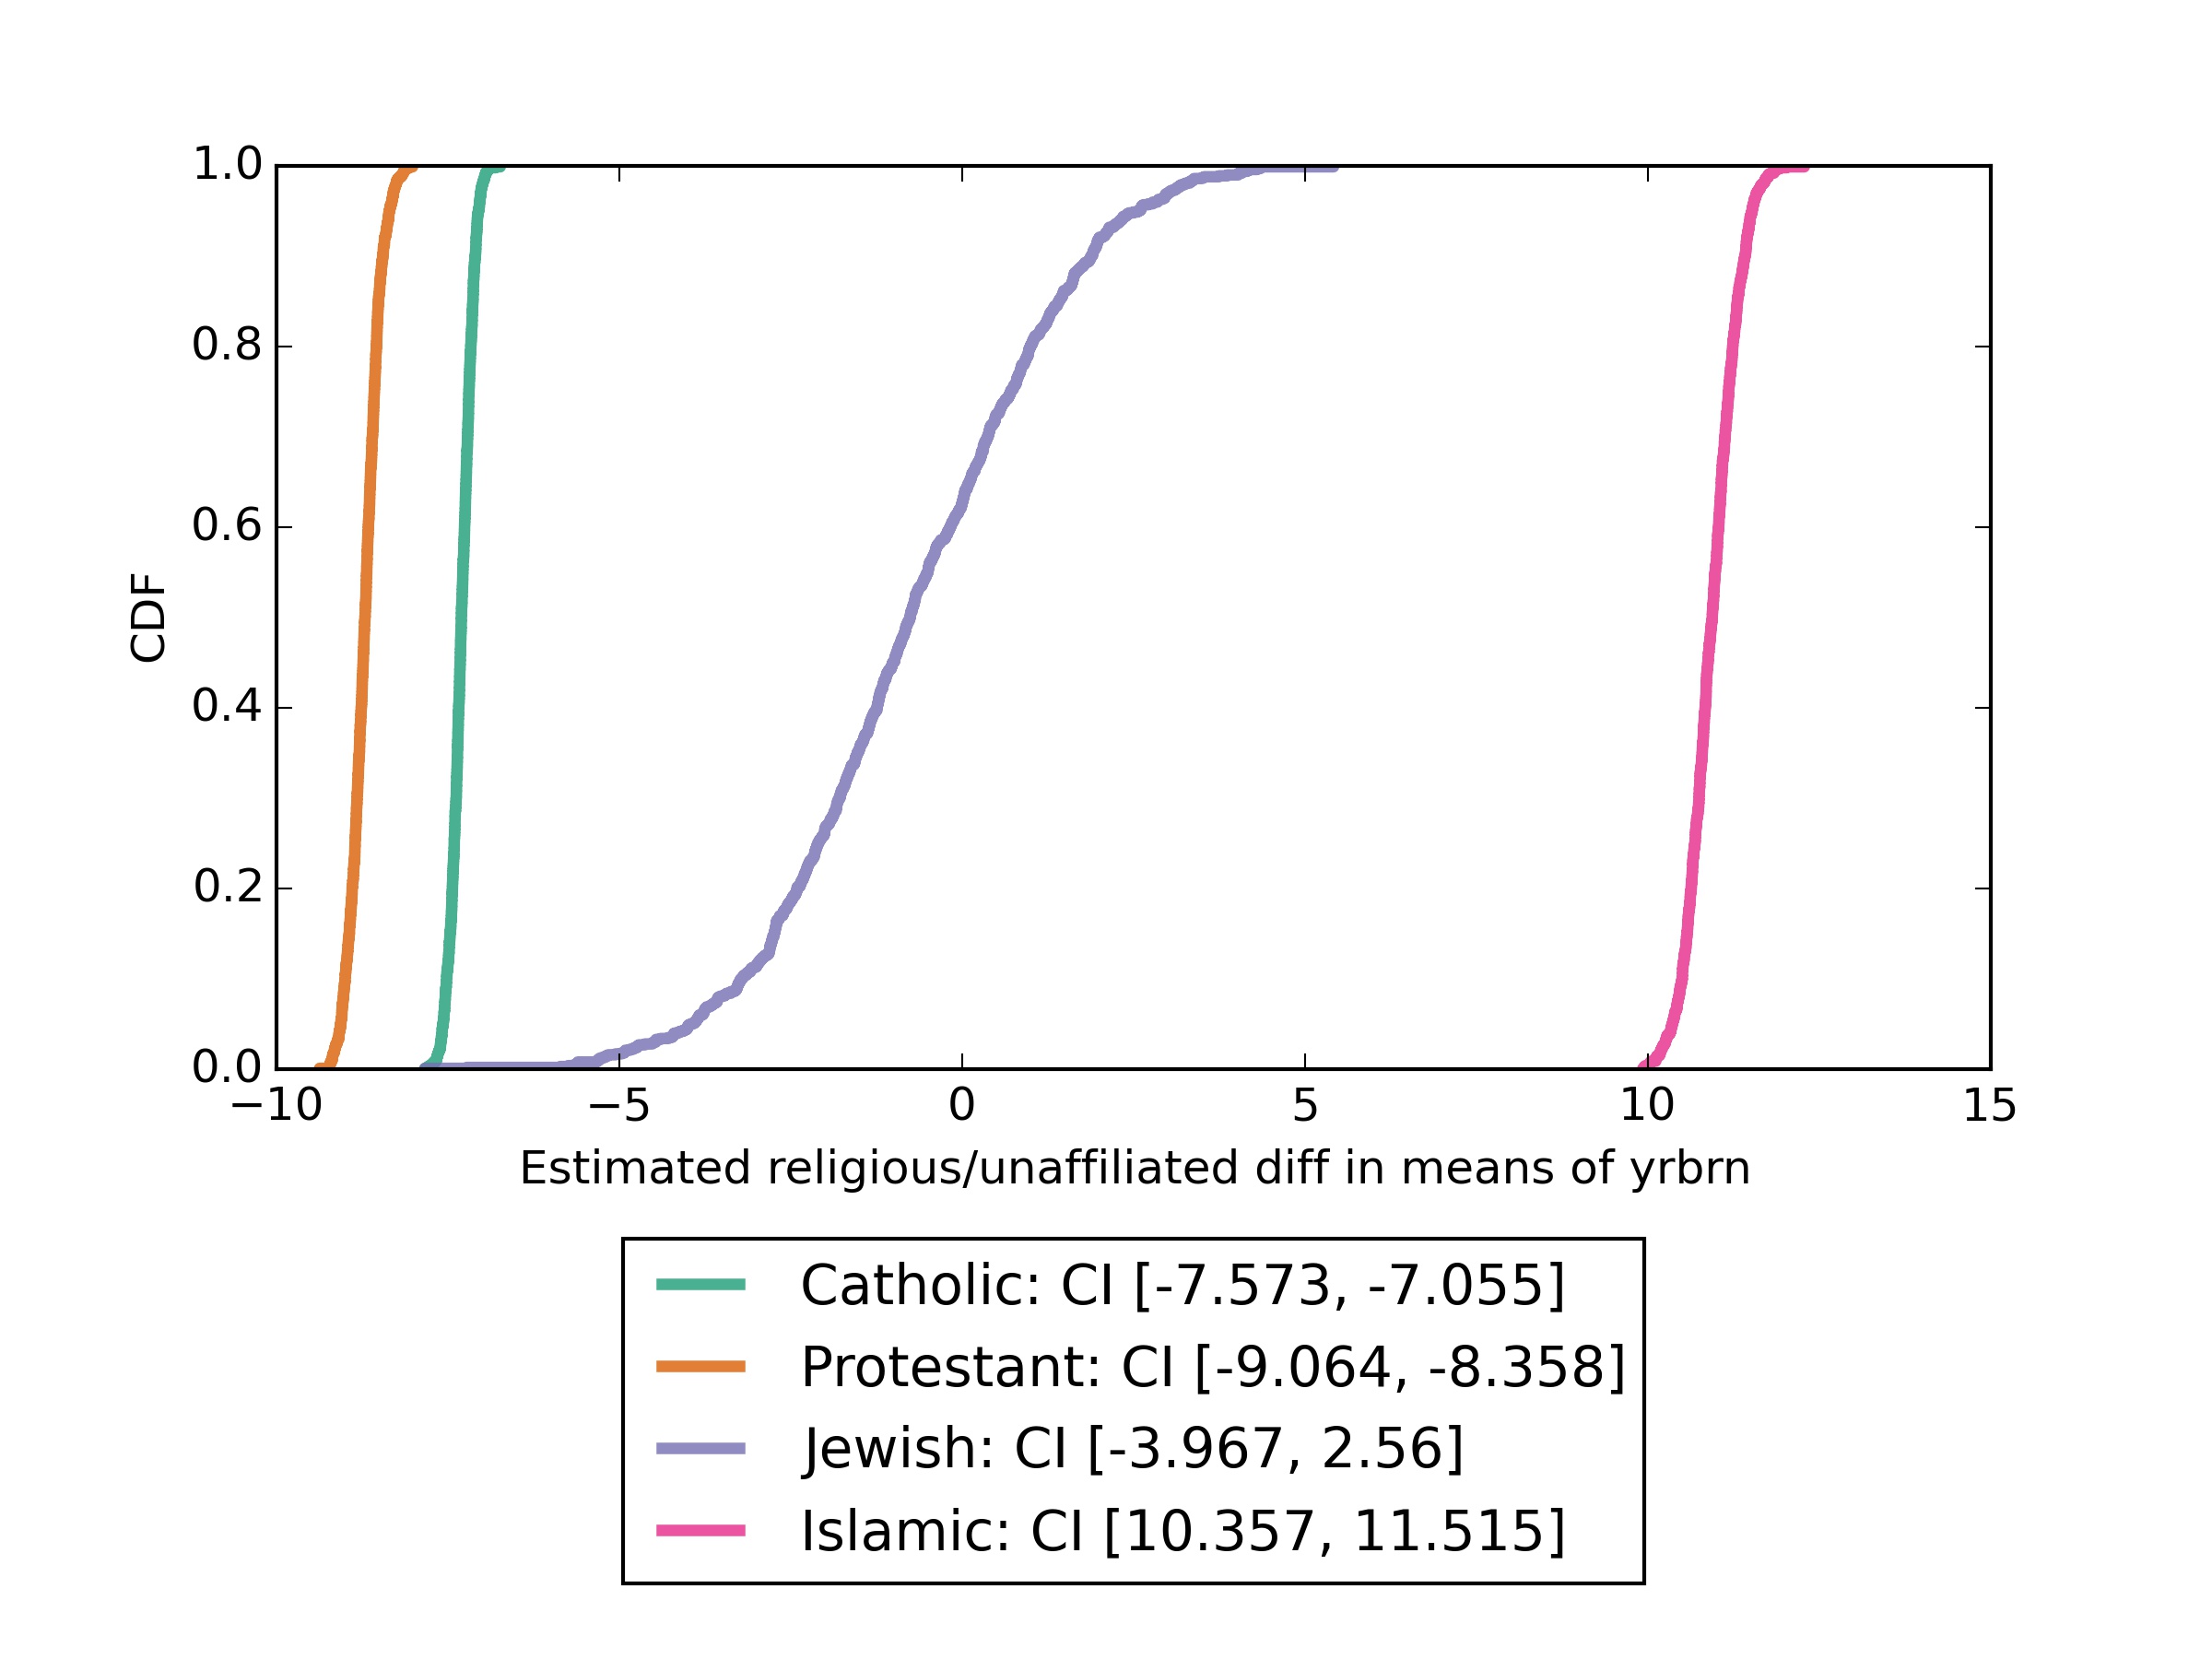 1.0
0.8
0.6
0.4
0.2
0.0
CDF
−10
−5
0
5
10
15
Estimated religious/unaffiliated diff in means of yrbrn
Catholic: CI [-7.573, -7.055]
Protestant: CI [-9.064, -8.358]
Jewish: CI [-3.967, 2.56]
Islamic: CI [10.357, 11.515]